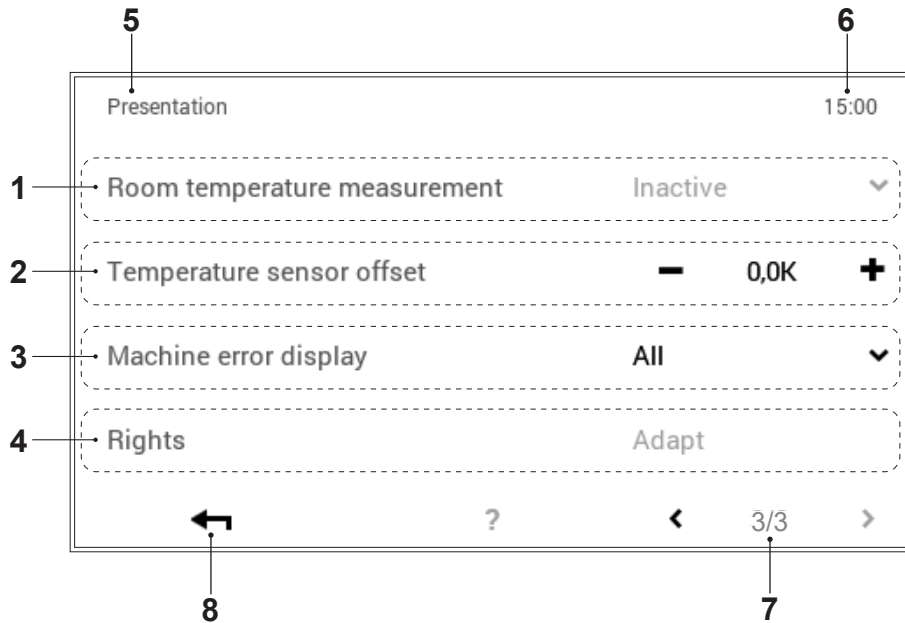 5 6
Presentation 15:00
1 Room temperature measurement Inactive
2 Temperature sensor offset − 0,0K +
3 Machine error display All
4 Rights Adapt
? < 3/3 >
8 7